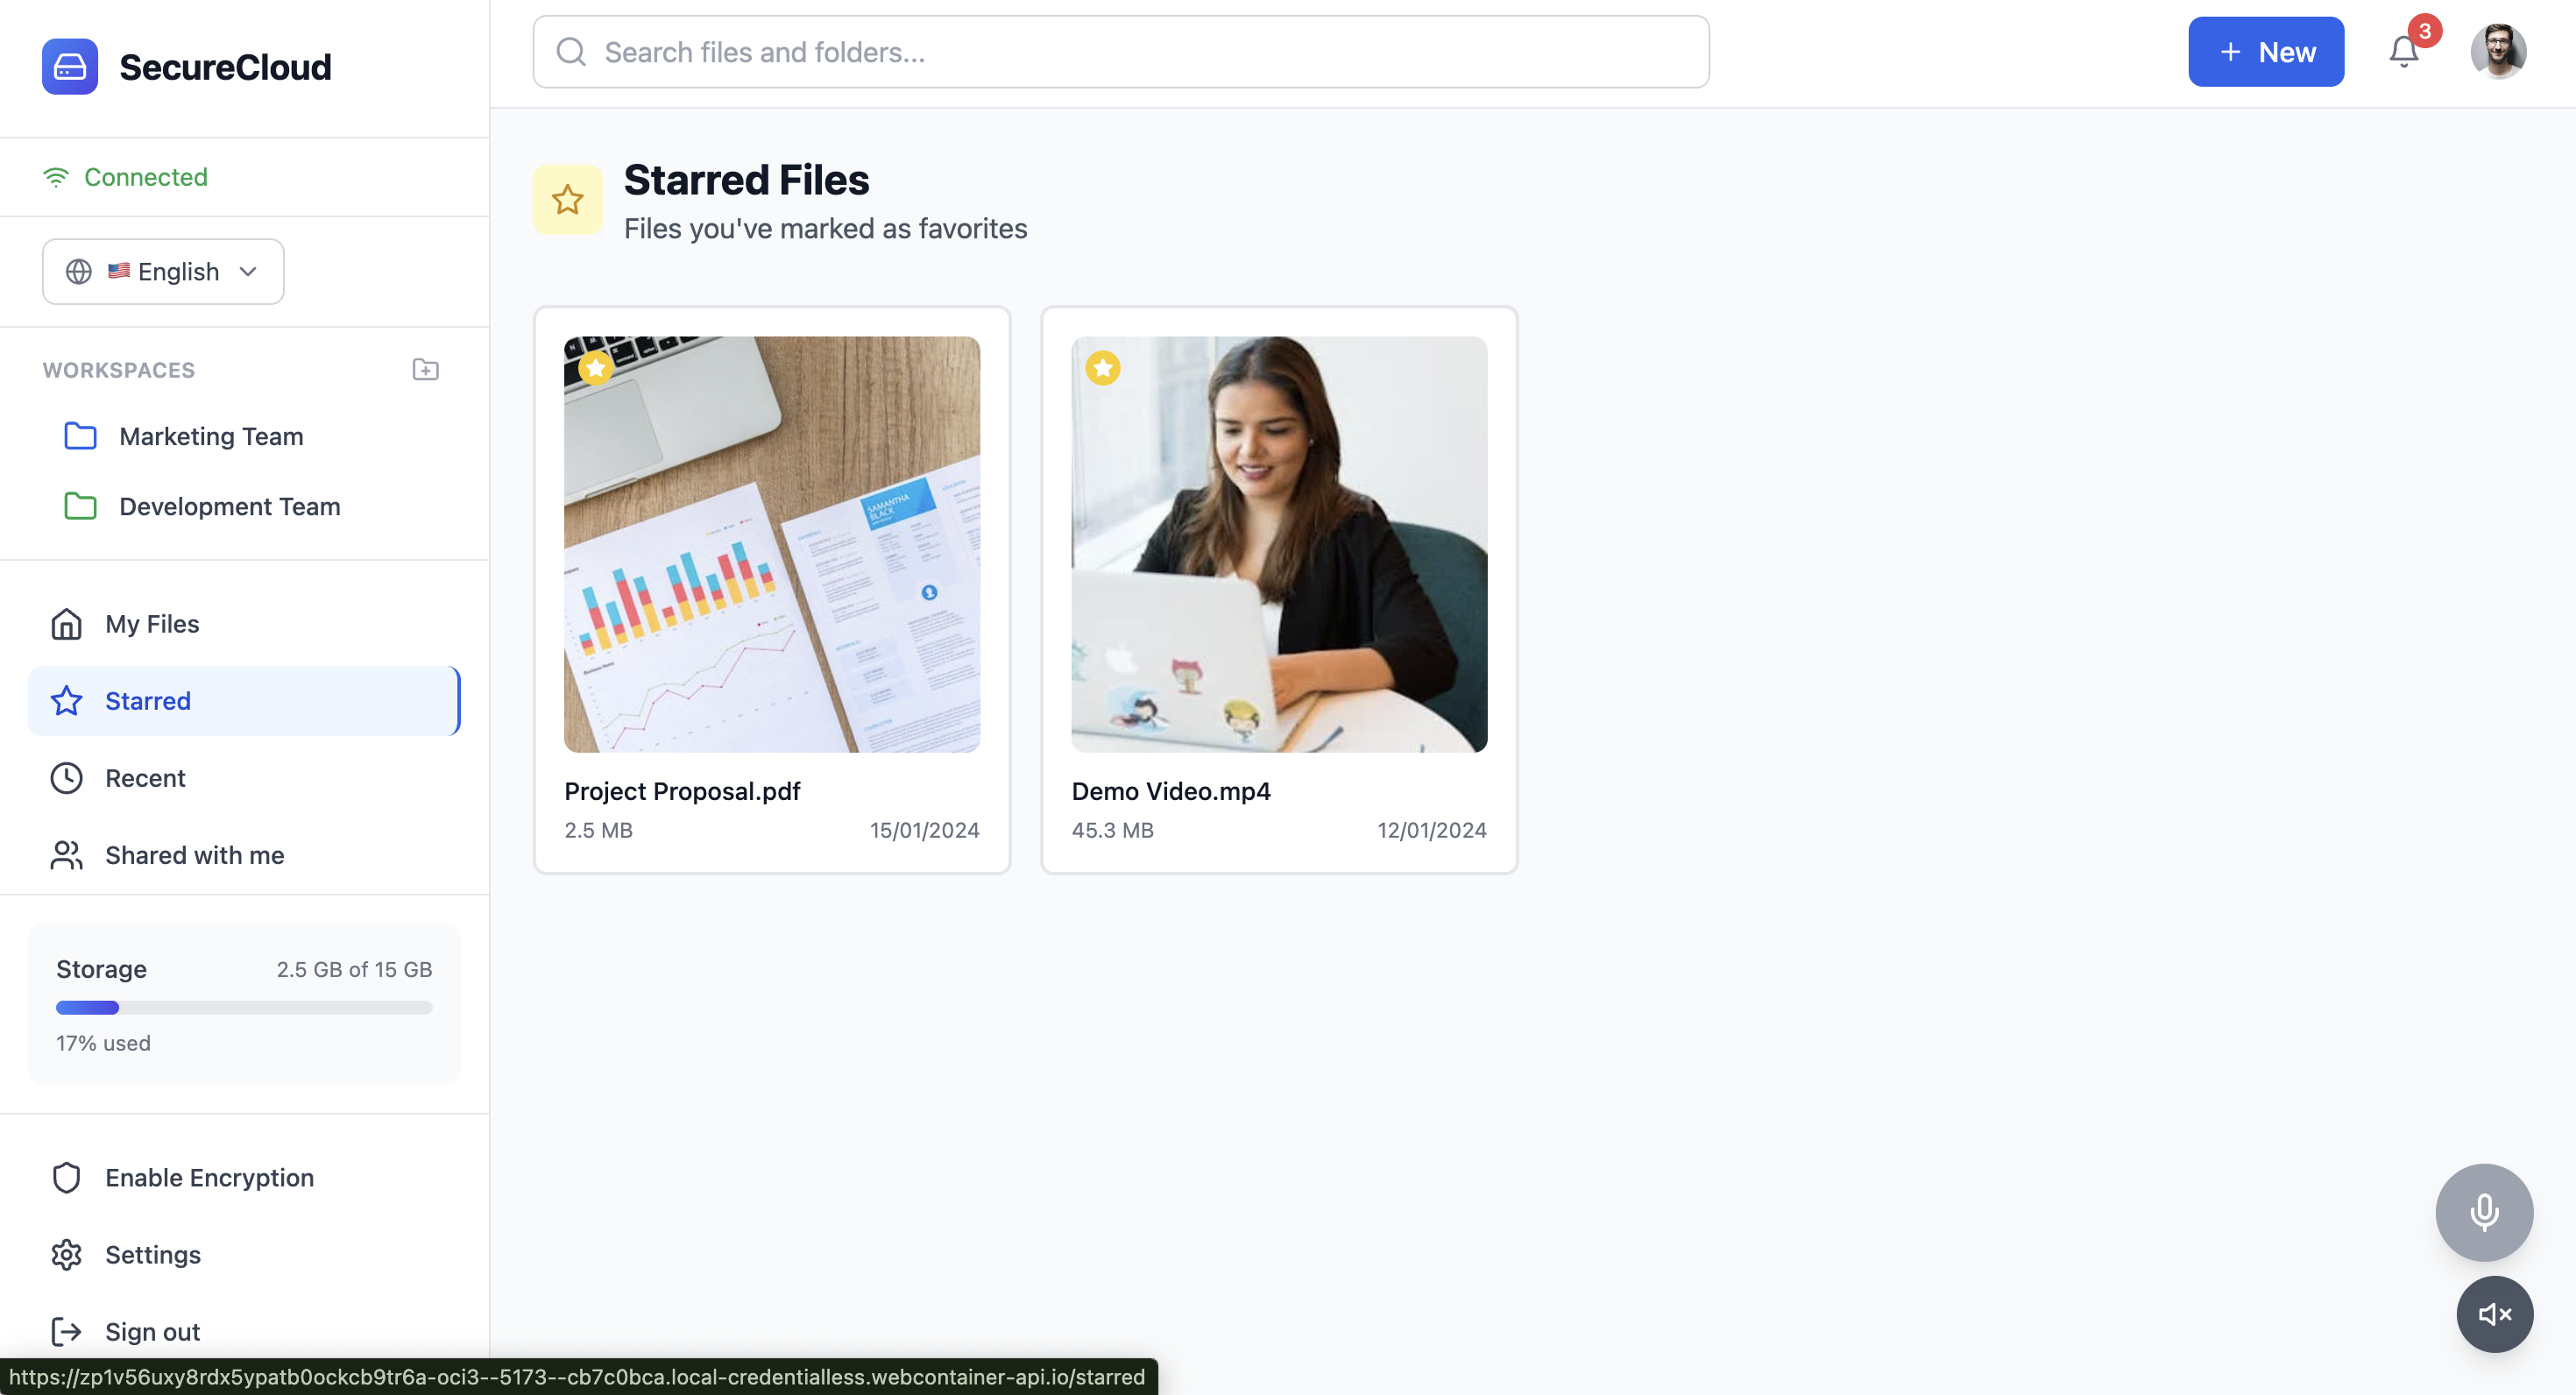 SecureCloud
Connected
English
WORKSPACES
Marketing Team
Development Team
My Files
Starred
Recent
Shared with me
Storage
2.5 GB of 15 GB
17% used
Enable Encryption
Settings
Sign out
https://zp1v56uxy8rdx5ypatb0ockcb9tr6a-oci3--5173--cb7c0bca.local-credentialless.webcontainer-api.io/starred
Search files and folders...
+ New
3
Starred Files
Files you've marked as favorites
SAMANTHA
BLACK
Project Proposal.pdf
2.5 MB
15/01/2024
Demo Video.mp4
45.3 MB
12/01/2024